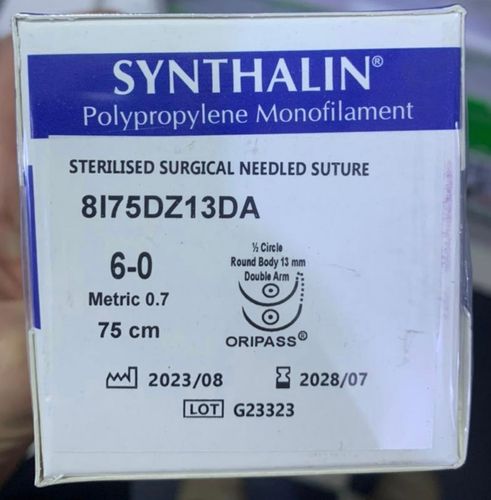 SYNTHALIN®
Polypropylene Monofilament
STERILISED SURGICAL NEEDLED SUTURE
8I75DZ13DA
6-0
Metric 0.7
75 cm
½ Circle
Round Body 13 mm
Double Arm
ORIPASS®
2023/08
2028/07
LOT G23323